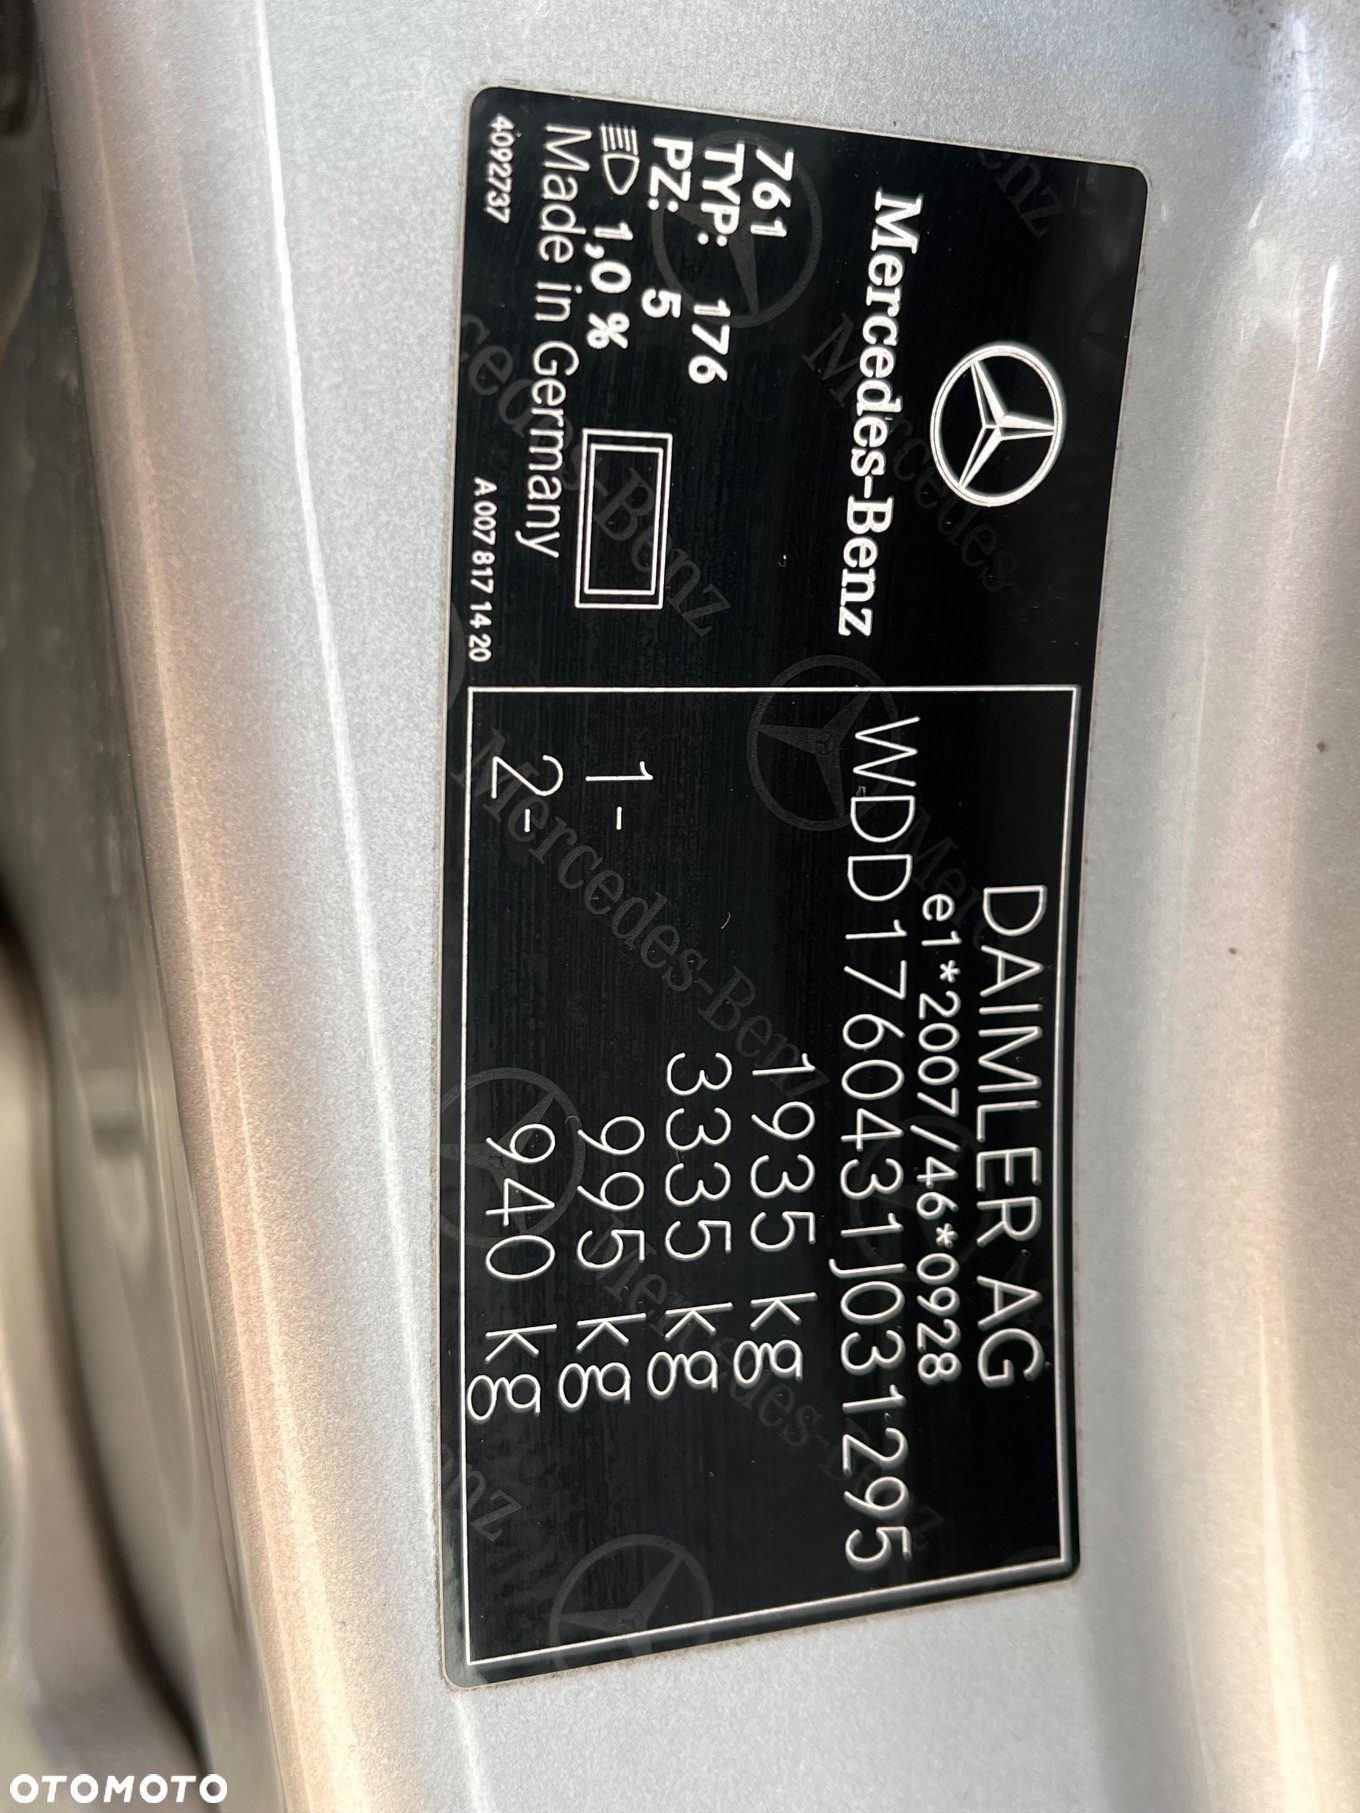 Mercedes-Benz
761
TYP: 176
PZ: 5
1,0 %
Made in Germany
4092737
A 007 817 14 20
DAIMLER AG
e1*2007/46*0928
WDD1760431J031295
1935 kg
3335 kg
1- 995 kg
2- 940 kg
OTOMOTO